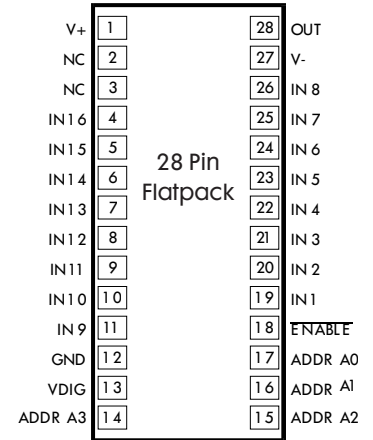 V+ 1 28 OUT
NC 2 27 V-
NC 3 26 IN 8
IN16 4 25 IN 7
IN15 5 24 IN 6
IN14 6 23 IN 5
IN13 7 22 IN 4
IN12 8 21 IN 3
IN11 9 20 IN 2
IN10 10 19 IN1
IN 9 11 18 ENABLE
GND 12 17 ADDR A0
VDIG 13 16 ADDR A1
ADDR A3 14 15 ADDR A2
28 Pin
Flatpack